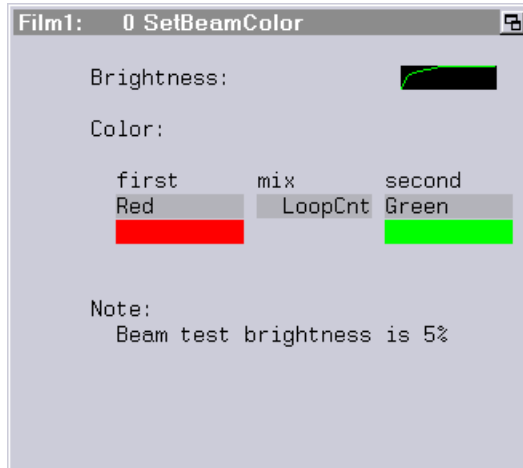 Film1: 0 SetBeamColor
Brightness:
Color:
first mix second
Red LoopCnt Green
Note:
Beam test brightness is 5%